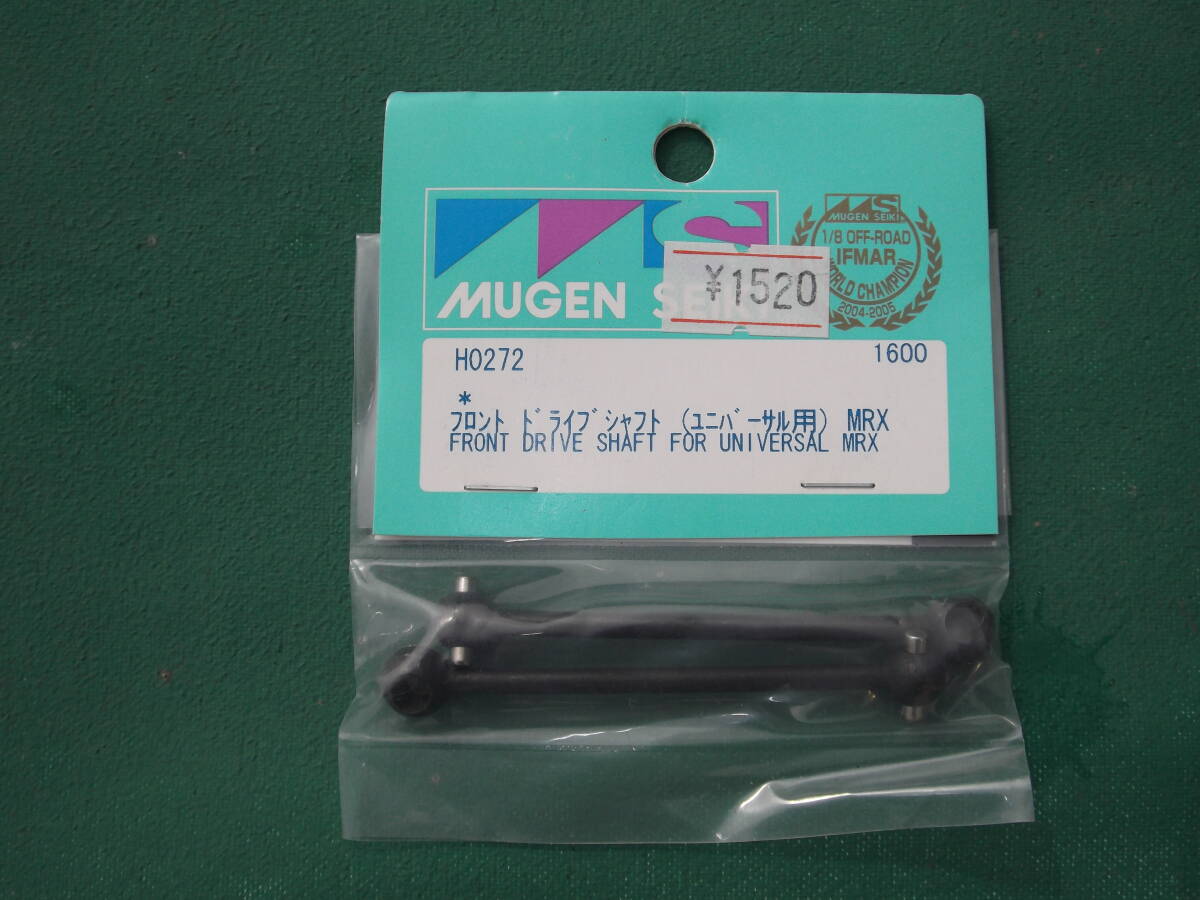 MS
MUGEN SEIKI
¥1520
MS
MUGEN SEIKI
1/8 OFF-ROAD
IFMAR
WORLD CHAMPION
2004-2005
H0272 1600
*
フロント ドライブシャフト (ユニバーサル用) MRX
FRONT DRIVE SHAFT FOR UNIVERSAL MRX